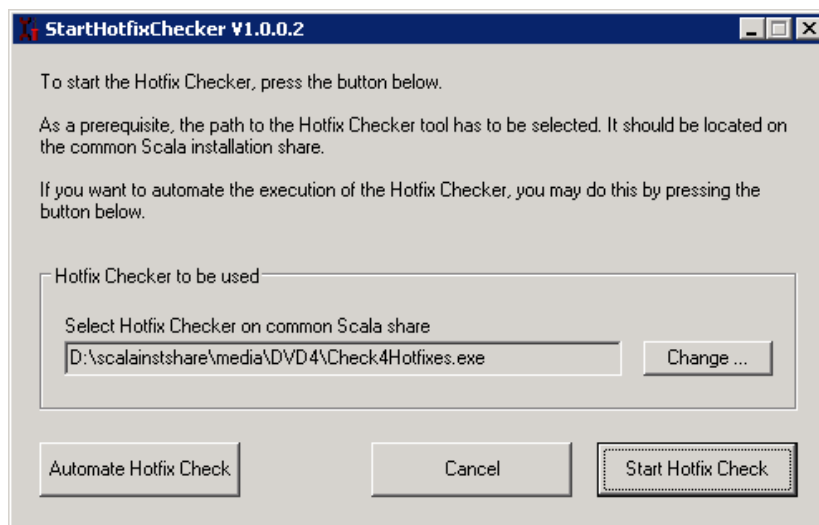 StartHotfixChecker V1.0.0.2
To start the Hotfix Checker, press the button below.
As a prerequisite, the path to the Hotfix Checker tool has to be selected. It should be located on
the common Scala installation share.
If you want to automate the execution of the Hotfix Checker, you may do this by pressing the
button below.
Hotfix Checker to be used
Select Hotfix Checker on common Scala share
D:\scalainstshare\media\DVD4\Check4Hotfixes.exe
Change ...
Automate Hotfix Check
Cancel
Start Hotfix Check